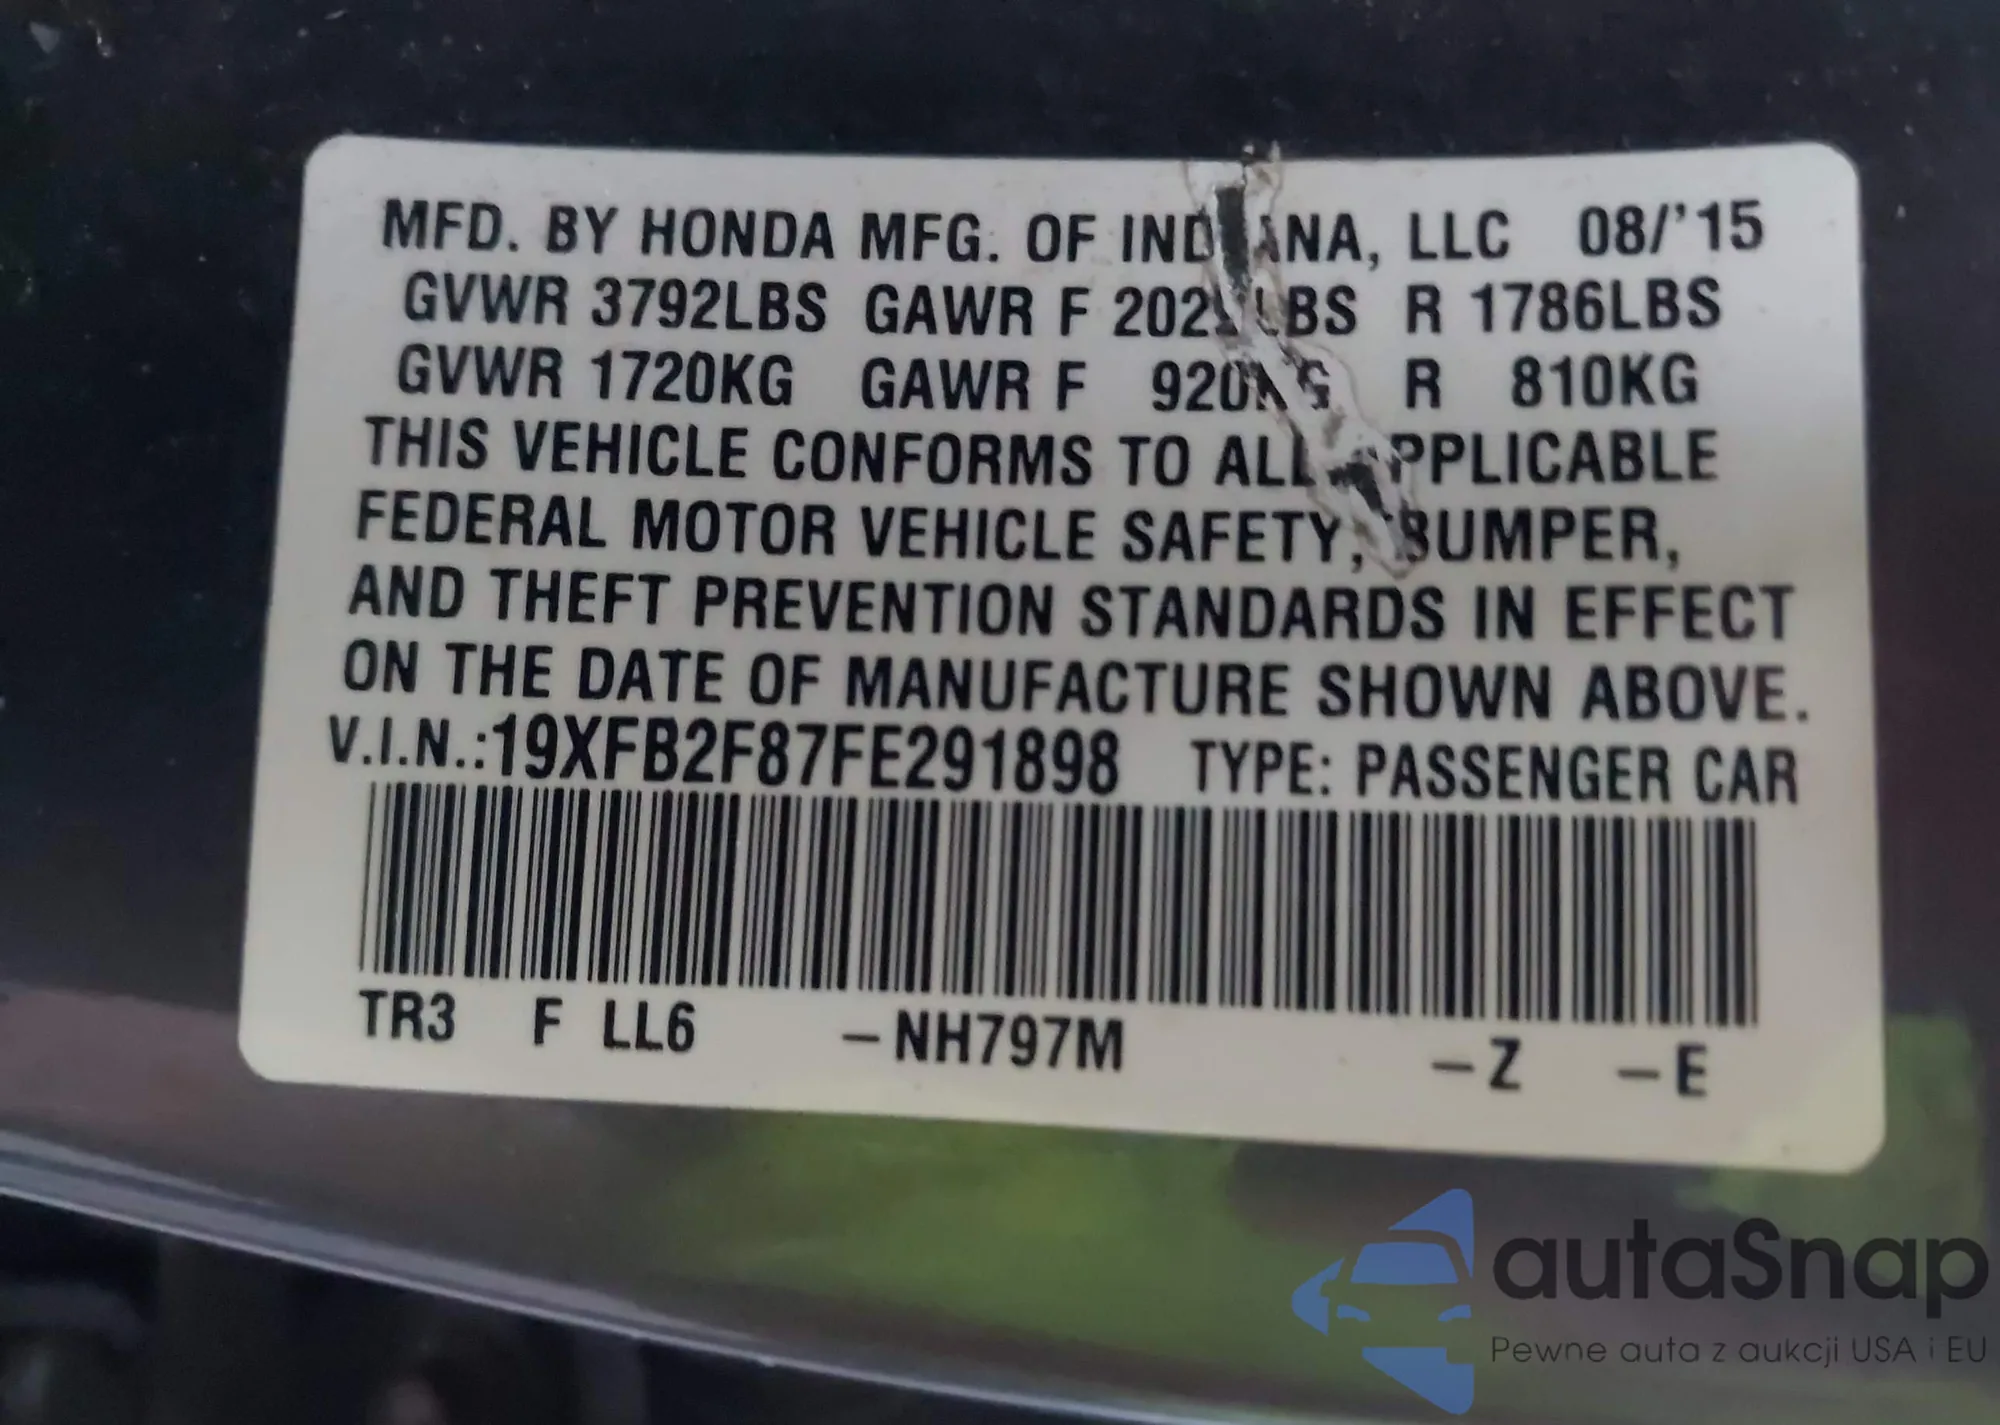 MFD. BY HONDA MFG. OF INDIANA, LLC 08/'15
GVWR 3792LBS GAWR F R 1786LBS
GVWR 1720KG GAWR F 920KG R 810KG
THIS VEHICLE CONFORMS TO ALL APPLICABLE
FEDERAL MOTOR VEHICLE SAFETY, BUMPER,
AND THEFT PREVENTION STANDARDS IN EFFECT
ON THE DATE OF MANUFACTURE SHOWN ABOVE.
V.I.N.:19XFB2F87FE291898 TYPE: PASSENGER CAR
TR3 F LL6 –NH797M –Z –E
autaSnap
Pewne auta z aukcji USA i EU